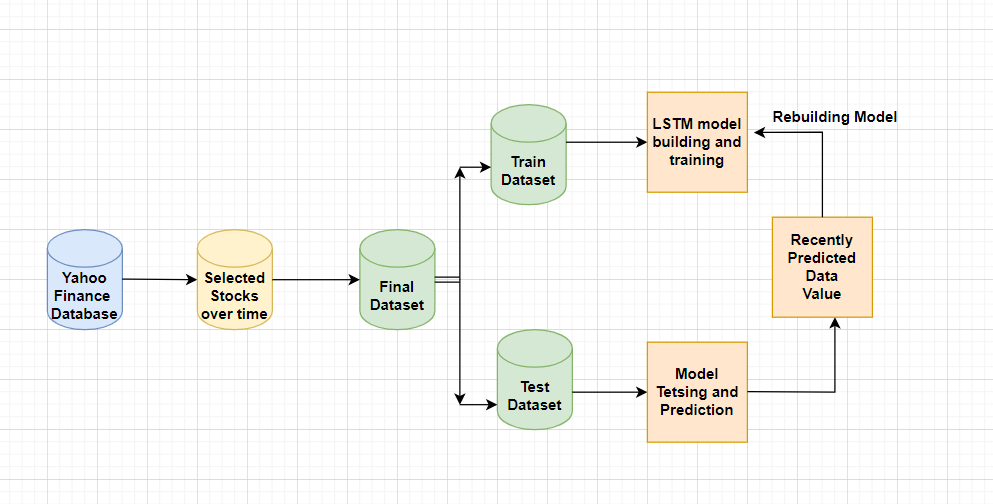 Yahoo
Finance
Database
Selected
Stocks
over time
Final
Dataset
Train
Dataset
Test
Dataset
LSTM model
building and
training
Rebuilding Model
Recently
Predicted
Data
Value
Model
Tetsing and
Prediction